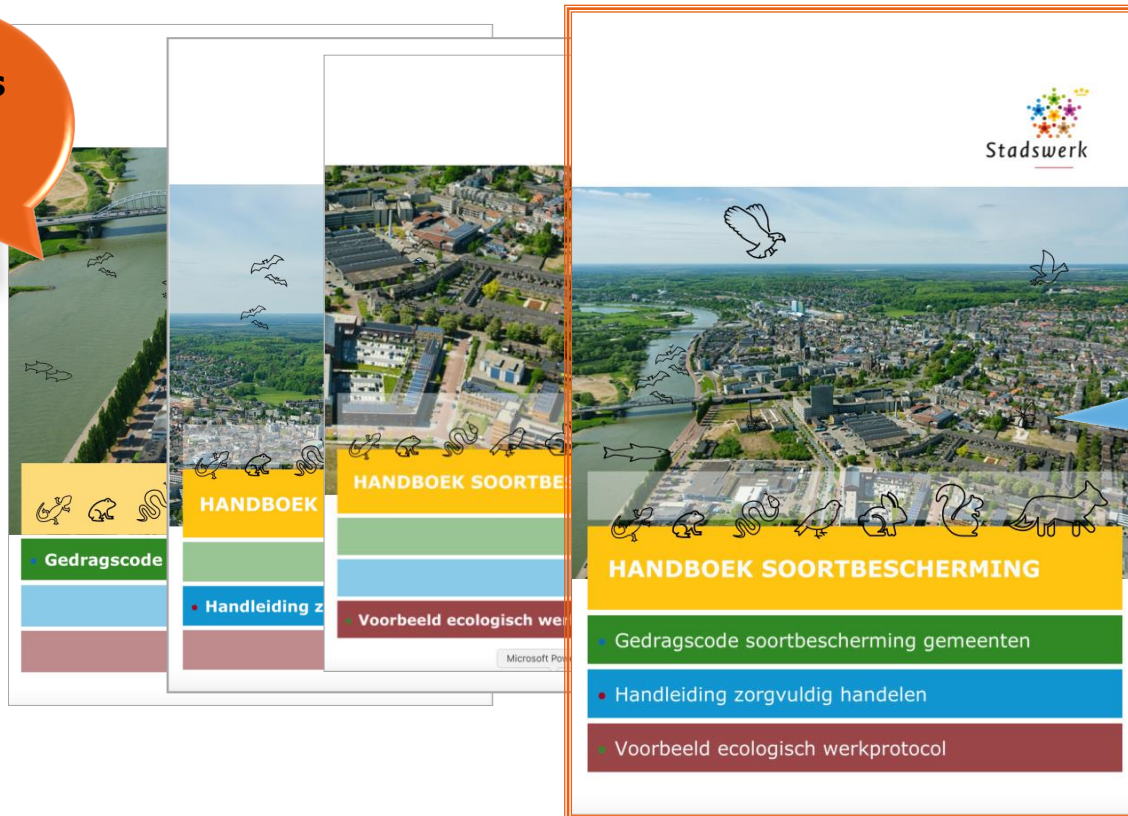 s
Gedragscode
HANDBOEK
Handleiding z
HANDBOEK SOORTBES
Voorbeeld ecologisch wer
Microsoft Pow
Stadswerk
HANDBOEK SOORTBESCHERMING
• Gedragscode soortbescherming gemeenten
• Handleiding zorgvuldig handelen
• Voorbeeld ecologisch werkprotocol